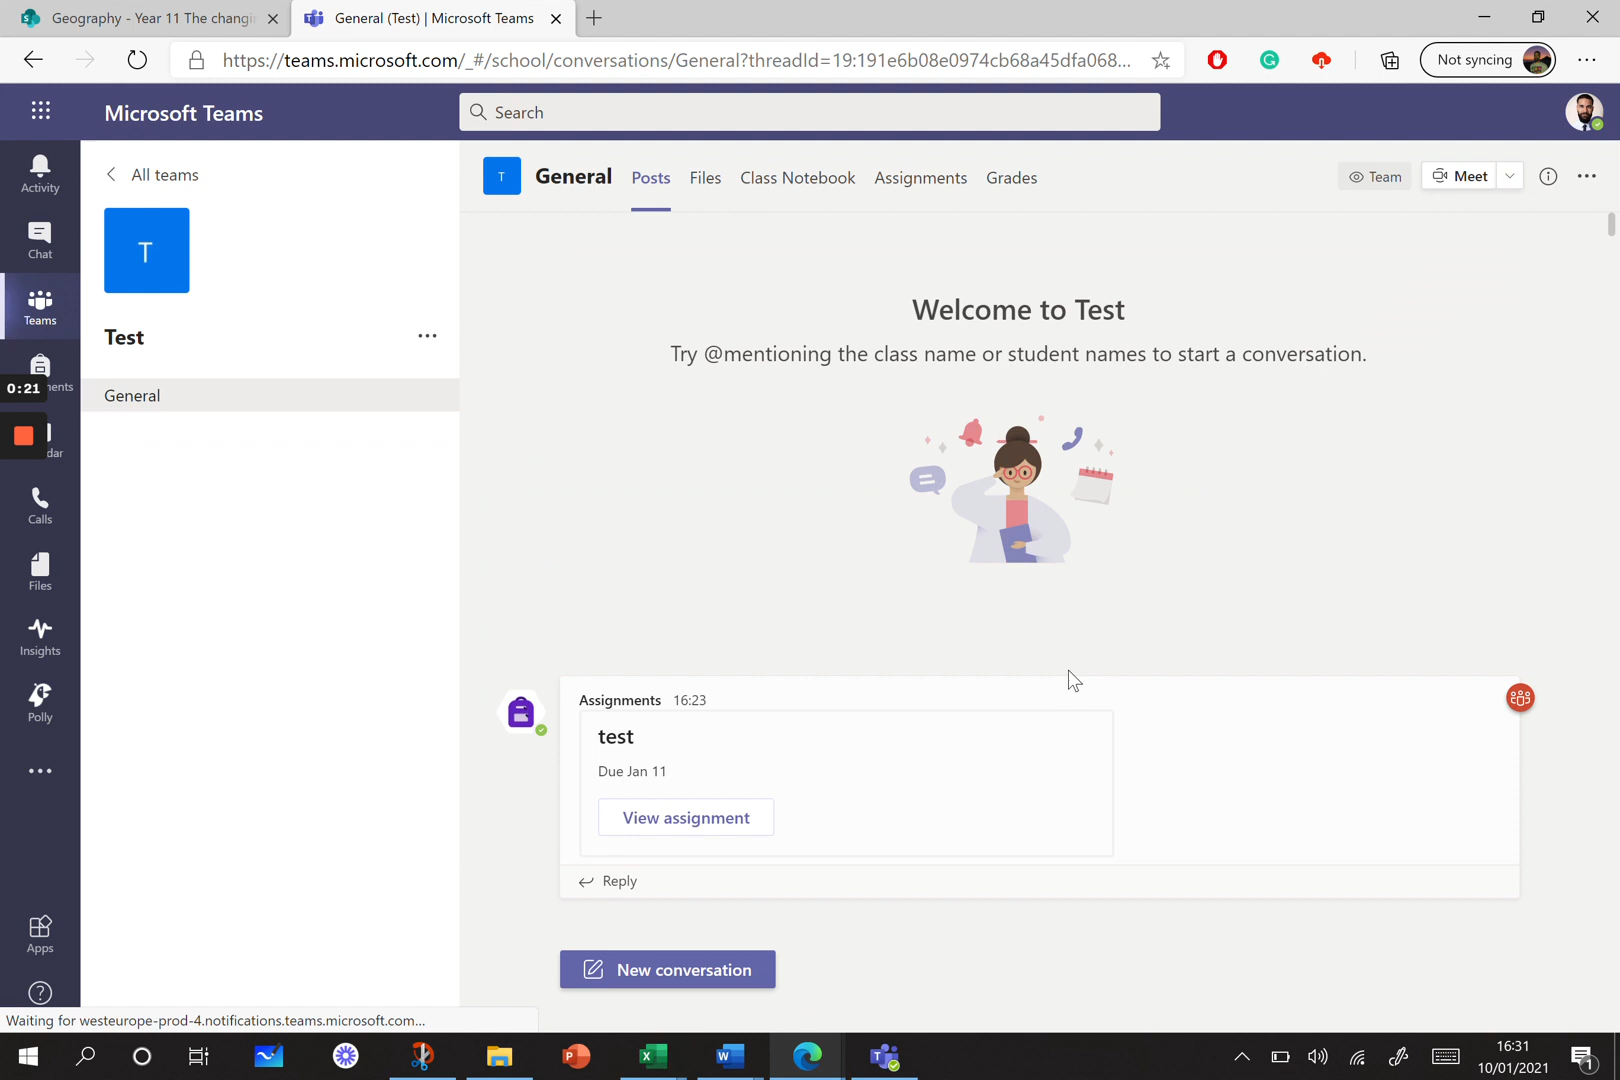 Geography - Year 11 The changi
General (Test) | Microsoft Teams
https://teams.microsoft.com/_#/school/conversations/General?threadId=19:191e6b08e0974cb68a45dfa068...
Not syncing
Microsoft Teams
Search
Activity
Chat
Teams
ents
0:21
dar
Calls
Files
Insights
Polly
Apps
All teams
T
Test
General
T
General
Posts
Files
Class Notebook
Assignments
Grades
Team
Meet
Welcome to Test
Try @mentioning the class name or student names to start a conversation.
Assignments 16:23
test
Due Jan 11
View assignment
Reply
New conversation
Waiting for westeurope-prod-4.notifications.teams.microsoft.com...
16:31
10/01/2021
1